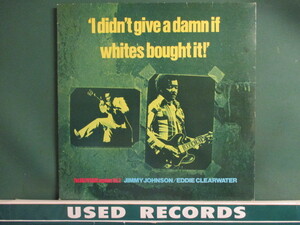 'I didn't give a damn if
whites bought it!'
JIMMY JOHNSON/EDDIE CLEARWATER
USED RECORDS